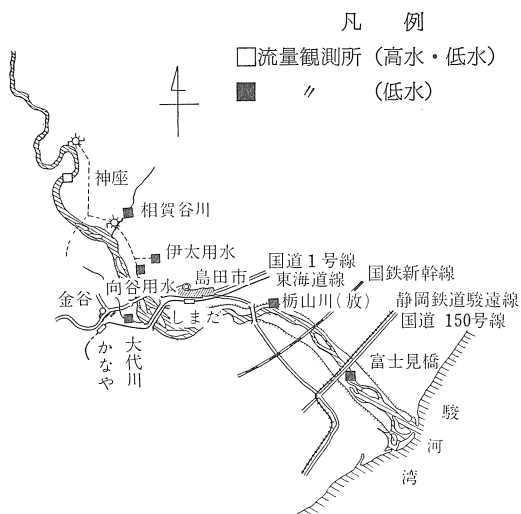 凡 例
□流量観測所 (高水・低水)
■ 〃 (低水)
神座
相賀谷川
伊太用水
向谷用水
島田市
国道1号線
東海道線
国鉄新幹線
金谷
しまだ
栃山川(放)
静岡鉄道駿遠線
国道150号線
かなや
大代川
富士見橋
駿河湾